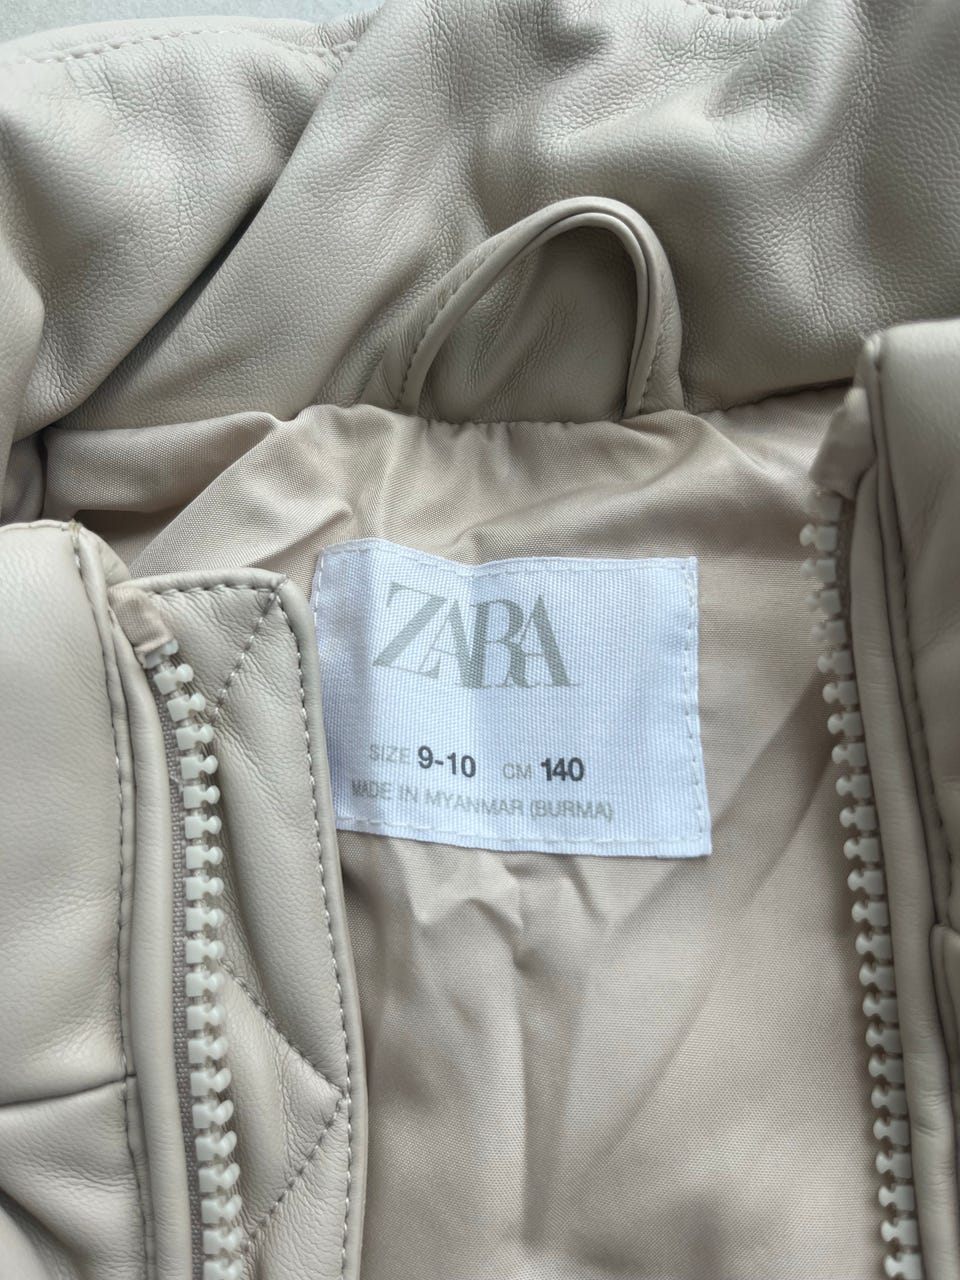 ZARA
SIZE 9-10 CM 140
MADE IN MYANMAR (BURMA)